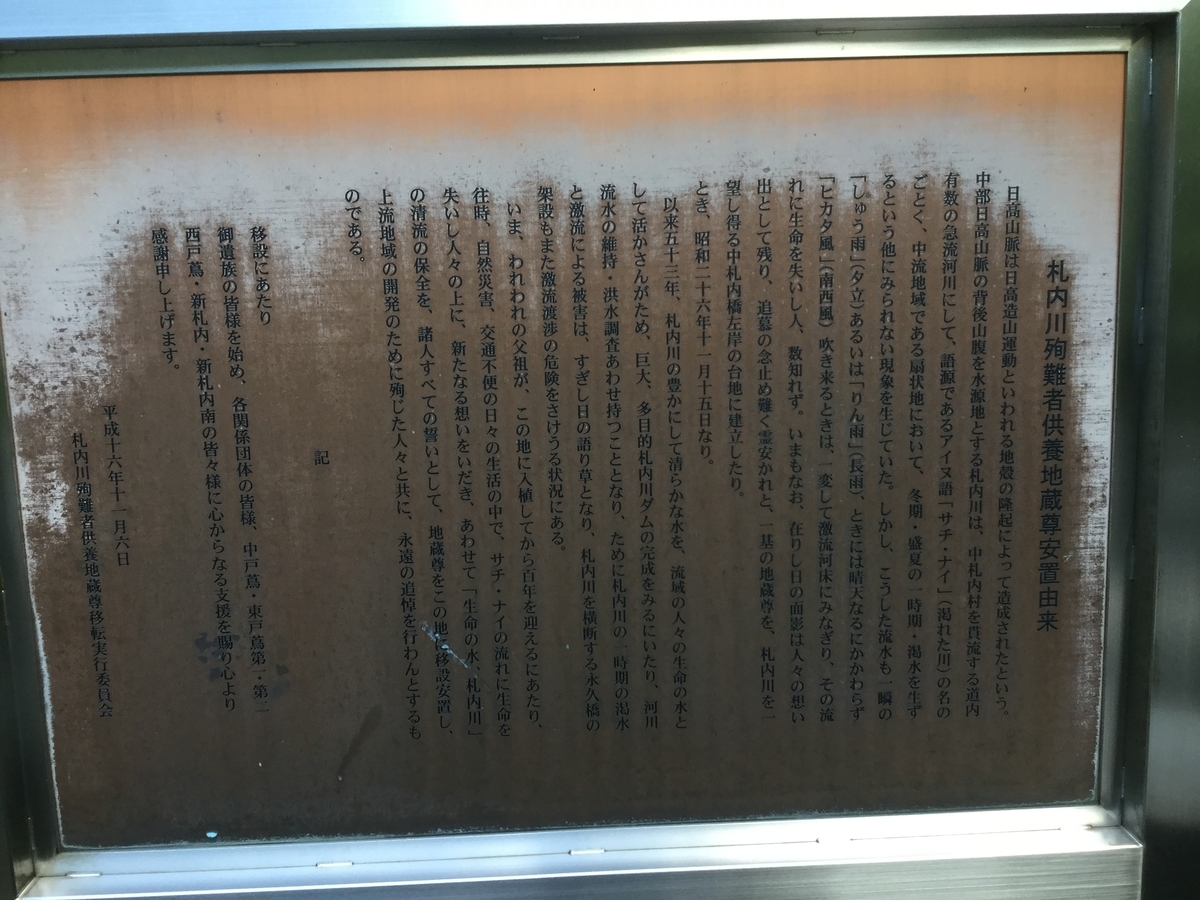 札内川殉難者供養地蔵尊安置由来
日高山脈は日高造山運動といわれる地殻の隆起によって造成されたという。
中部日高山脈の背後山腹を水源地とする札内川は、中札内村を貫流する道内
有数の急流河川にして、語源であるアイヌ語「サチ・ナイ」（渇れた川）の名の
ごとく、中流地域である扇状地において、冬期・盛夏の一時期・渇水を生ず
るという他にみられない現象を生じていた。しかし、こうした流水も一瞬の
「しゅう雨」（夕立）あるいは「りん雨」（長雨）、ときには晴天なるにかかわらず
「ヒカタ風」（南西風）吹き来るときは、一変して激流河床にみなぎり、その流
れに生命を失いし人、数知れず。いまもなお、在りし日の面影は人々の想い
出として残り、追慕の念止め難く霊安かれと、一基の地蔵尊を、札内川を一
望し得る中札内橋左岸の台地に建立したり。
とき、昭和二十六年十一月十五日なり。
以来五十三年、札内川の豊かにして清らかな水を、流域の人々の生命の水と
して活かさんがため、巨大、多目的札内川ダムの完成をみるにいたり、河川
流水の維持・洪水調査あわせ持つこととなり、ために札内川の一時期の渇水
と激流による被害は、すぎし日の語り草となり、札内川を横断する永久橋の
架設もまた激流渡渉の危険をさけうる状況にある。
いま、われわれの父祖が、この地に入植してから百年を迎えるにあたり、
往時、自然災害、交通不便の日々の生活の中で、サチ・ナイの流れに生命を
失いし人々の上に、新たなる想いをいだき、あわせて「生命の水、札内川」
の清流の保全を、諸人すべての誓いとして、地蔵尊をこの地に移設安置し、
上流地域の開発のために殉じた人々と共に、永遠の追悼を行わんとするも
のである。
記
移設にあたり
御遺族の皆様を始め、各関係団体の皆様、中戸蔦・東戸蔦第一・第二
西戸蔦・新札内・新札内南の皆々様に心からなる支援を賜り心より
感謝申し上げます。
平成十六年十一月六日
札内川殉難者供養地蔵尊移転実行委員会